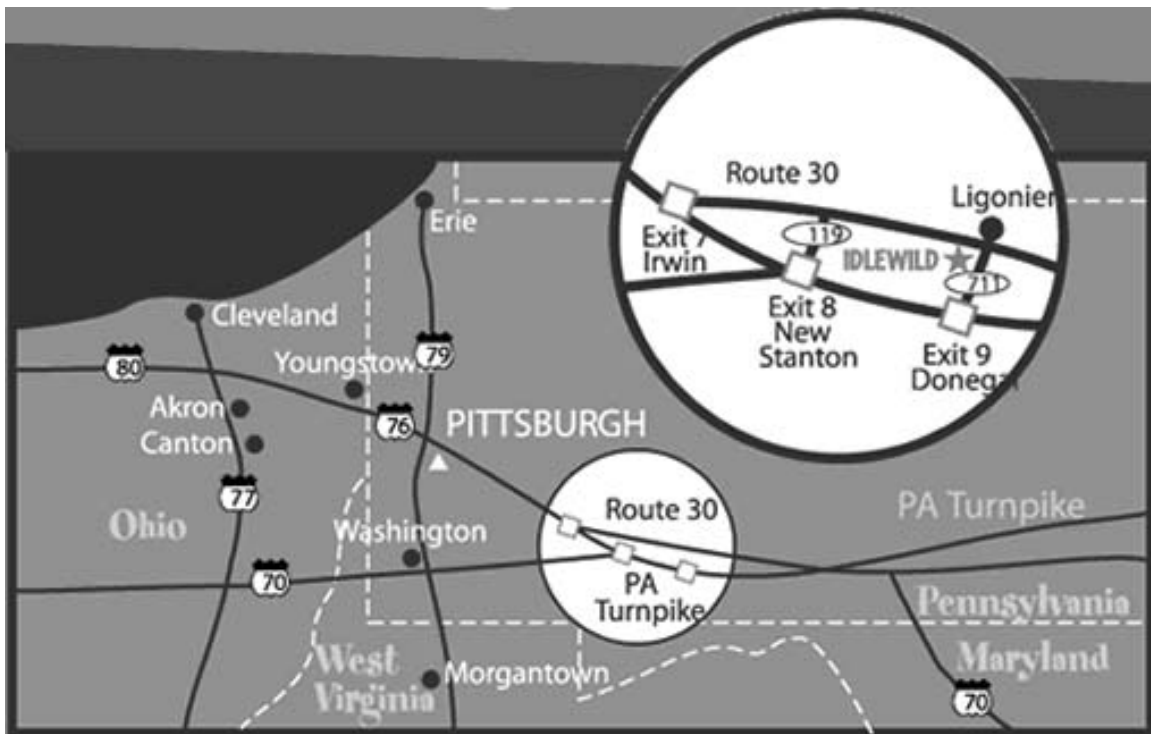 Route 30
Ligonier
Exit 7
Irwin
119
IDLEWILD
711
Exit 8
New
Stanton
Exit 9
Donegal
Erie
Cleveland
80
Youngstown
79
Akron
76
PITTSBURGH
Canton
77
Ohio
Washington
Route 30
PA Turnpike
70
PA
Turnpike
Pennsylvania
West
Virginia
Morgantown
Maryland
70